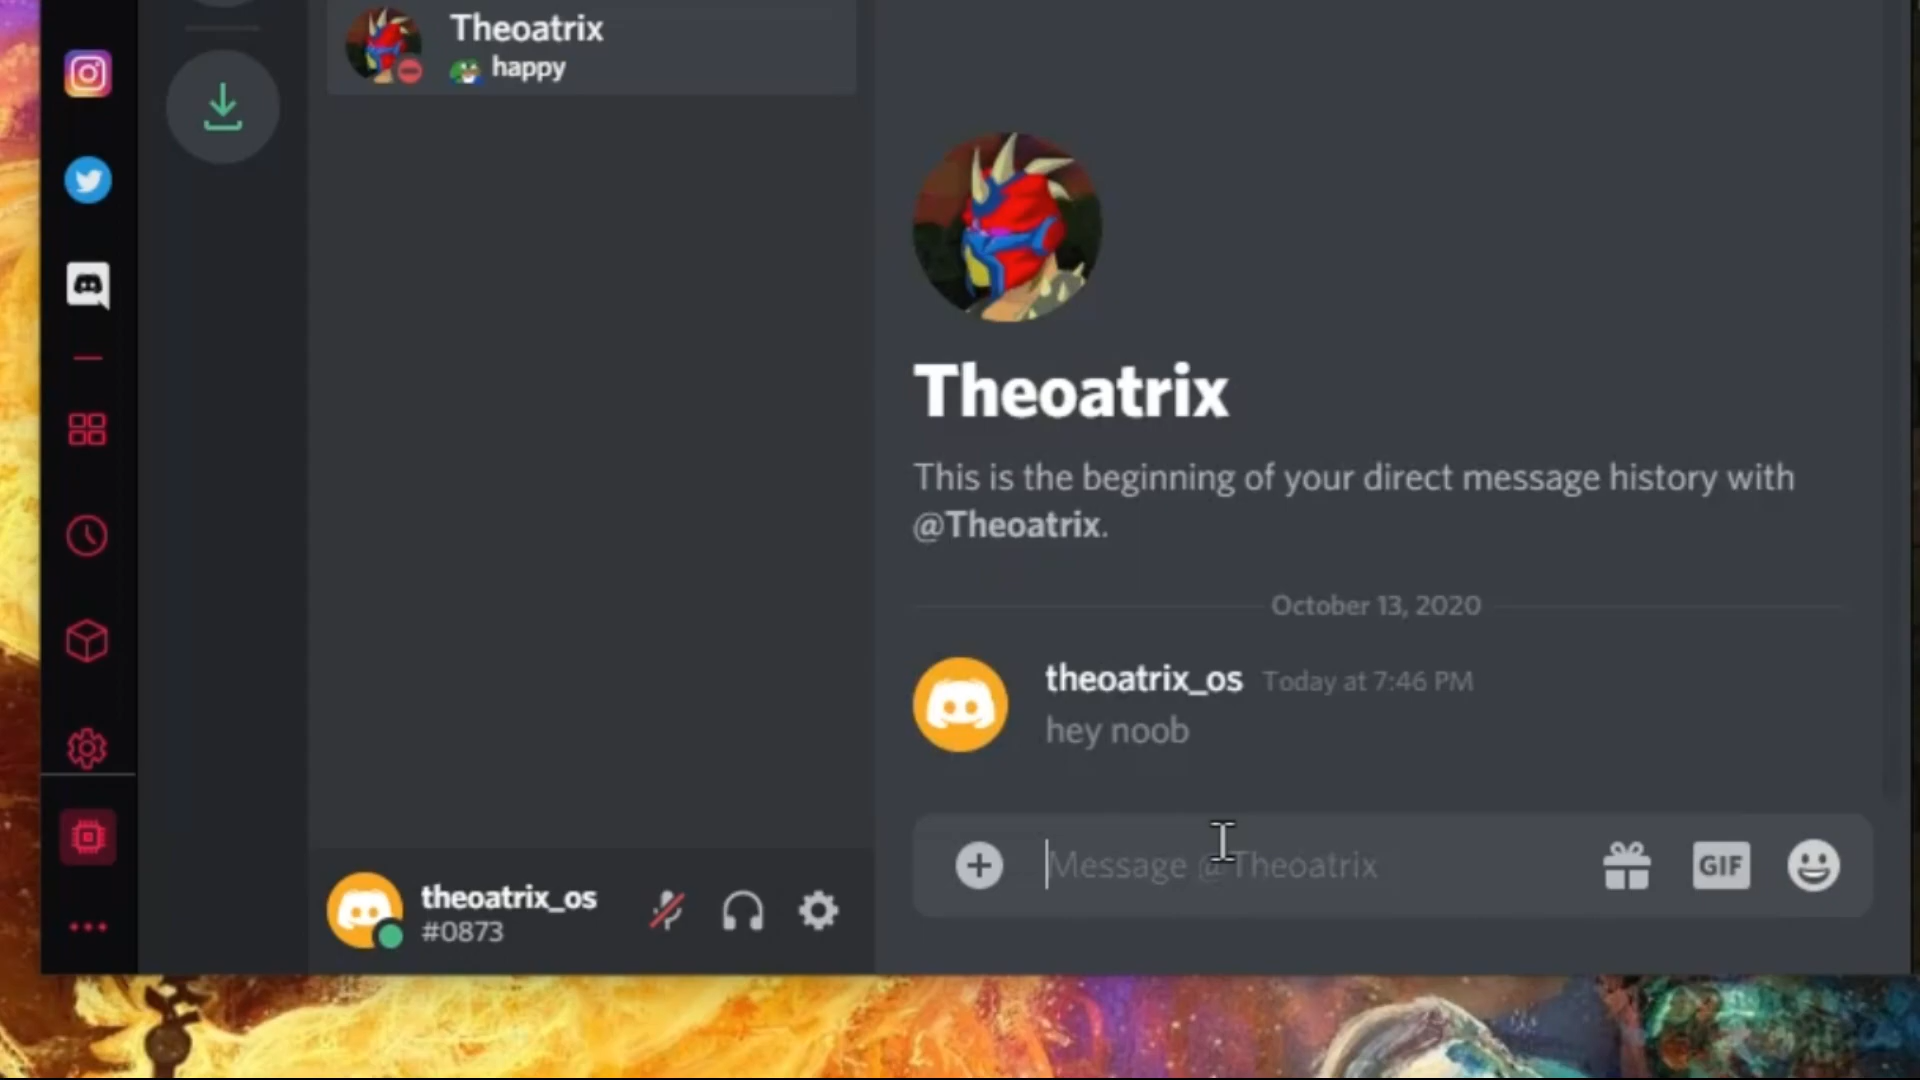 Theoatrix
happy
Theoatrix
This is the beginning of your direct message history with
@Theoatrix.
October 13, 2020
theoatrix_os Today at 7:46 PM
hey noob
Message @Theoatrix
GIF
theoatrix_os
#0873